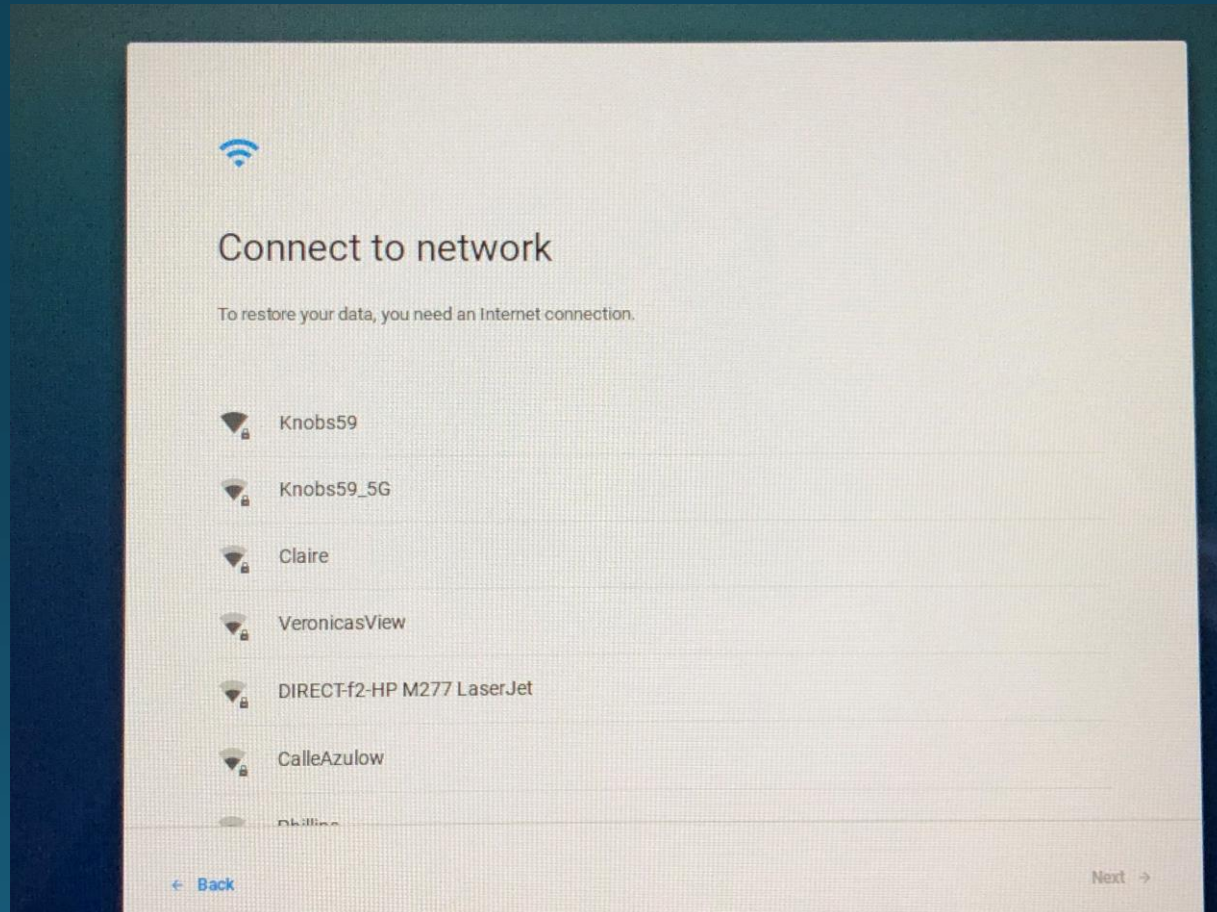 Connect to network
To restore your data, you need an Internet connection.
Knobs59
Knobs59_5G
Claire
VeronicasView
DIRECT-f2-HP M277 LaserJet
CalleAzulow
Back
Next